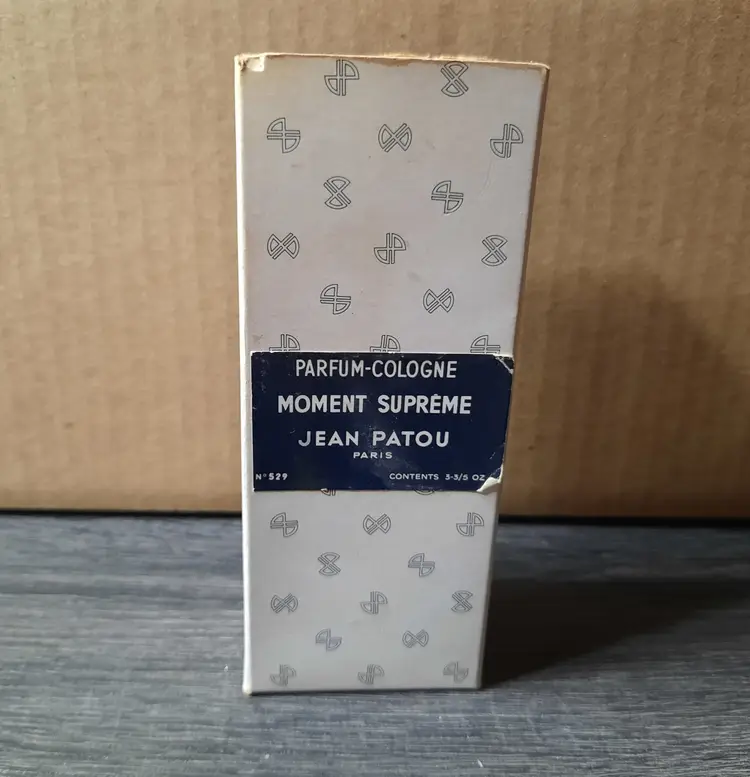 PARFUM-COLOGNE
MOMENT SUPRÊME
JEAN PATOU
PARIS
N° 529 CONTENTS 3-3/5 OZ